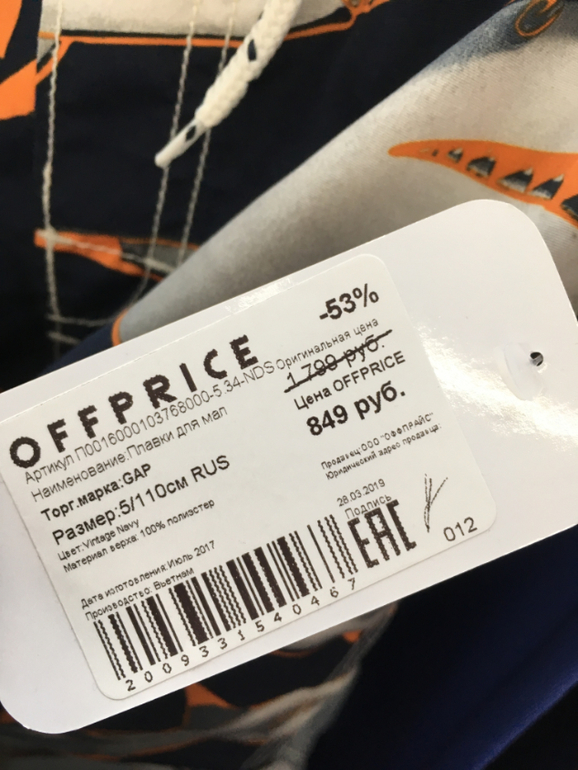 OFFPRICE
-53%
Оригинальная цена
1 799 руб.
Цена OFFPRICE
849 руб.
Артикул П0016000103768000-5.34-NDS
Наименование:Плавки для мал
Торг.марка:GAP
Размер:5/110см RUS
Цвет:Vintage Navy
Материал верха: 100% полиэстер
Продавец:ООО "ОФФПРАЙС"
Юридический адрес продавца:
28.03.2019
Подпись
Дата изготовления:Июль 2017
Производство: Вьетнам
ЕАС
012
2009331540467